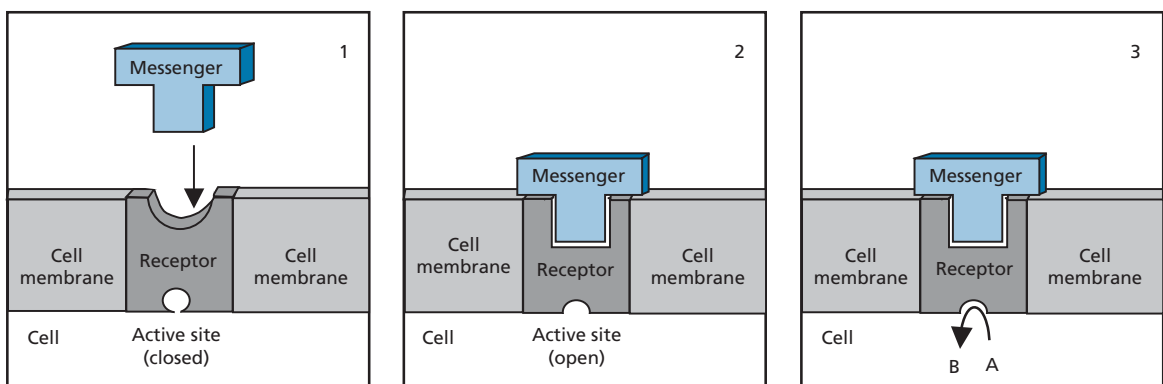 1
Messenger
Cell
membrane
Receptor
Cell
membrane
Cell
Active site
(closed)
2
Messenger
Cell
membrane
Receptor
Cell
membrane
Cell
Active site
(open)
3
Messenger
Cell
membrane
Receptor
Cell
membrane
Cell
B A